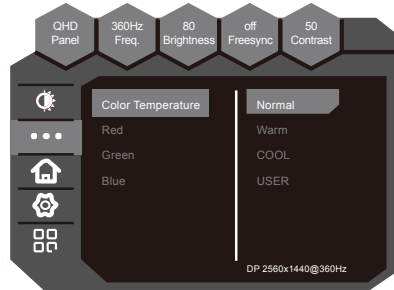 QHD
Panel
360Hz
Freq.
80
Brightness
off
Freesync
50
Contrast
Color Temperature
Normal
Red
Warm
Green
COOL
Blue
USER
DP 2560x1440@360Hz